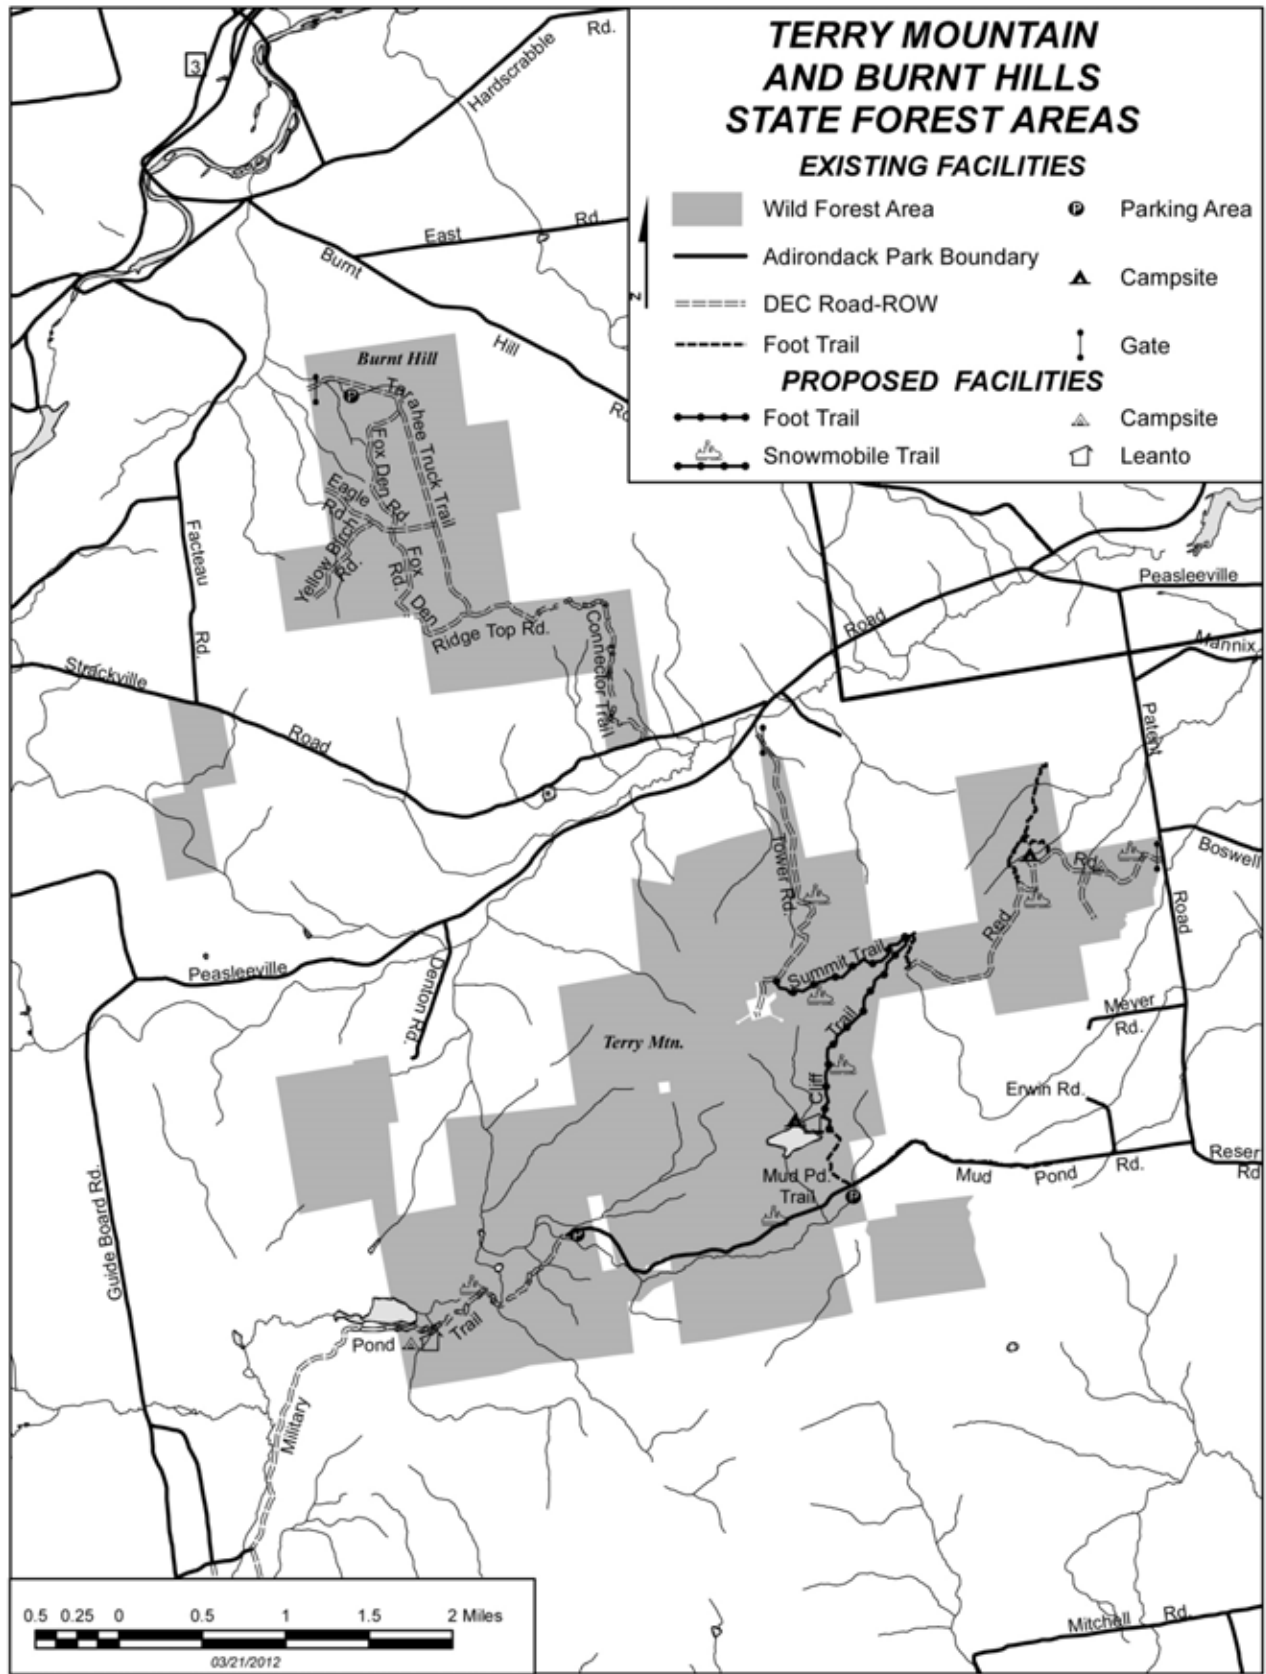 TERRY MOUNTAIN
AND BURNT HILLS
STATE FOREST AREAS
EXISTING FACILITIES
Wild Forest Area
Parking Area
Adirondack Park Boundary
Campsite
DEC Road-ROW
Foot Trail
Gate
PROPOSED FACILITIES
Foot Trail
Campsite
Snowmobile Trail
Leanto
N
3
Hardscrabble Rd.
East Rd.
Burnt Hill
Burnt Hill
P
Tarahee Truck Trail
Fox Den Rd.
Eagle Rd.
Yellow Birch Rd.
Fox Den Rd.
Ridge Top Rd.
Connector Trail
Facteau Rd.
Strackville Road
Road
Peasleeville
Mannix
Patent Road
Boswell
Tower Rd.
Red Rd.
Summit Trail
Peasleeville
Denton Rd.
Meyer Rd.
Terry Mtn.
Cliff Trail
Erwin Rd.
Mud Pond Rd.
Reser
Rd
Mud Pd.
Trail
P
P
Guide Board Rd.
Military Pond Trail
Mitchell Rd.
0.5 0.25 0 0.5 1 1.5 2 Miles
03/21/2012